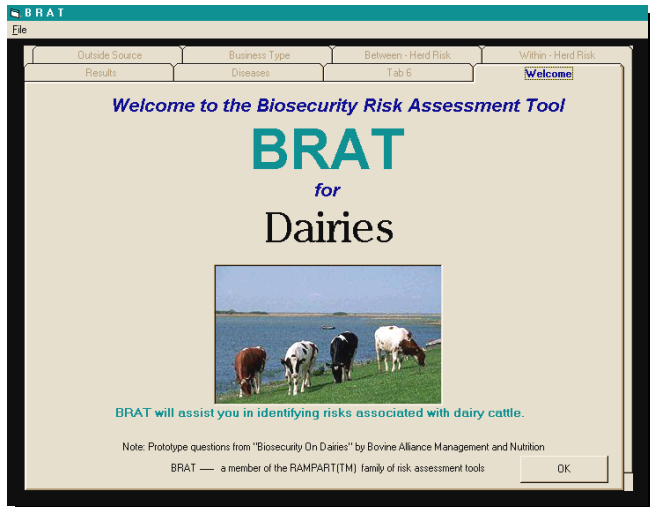 B R A T
File
Outside Source Business Type Between - Herd Risk Within - Herd Risk
Results Diseases Tab 6 Welcome
Welcome to the Biosecurity Risk Assessment Tool
BRAT
for
Dairies
BRAT will assist you in identifying risks associated with dairy cattle.
Note: Prototype questions from "Biosecurity On Dairies" by Bovine Alliance Management and Nutrition
BRAT — a member of the RAMPART(TM) family of risk assessment tools
OK